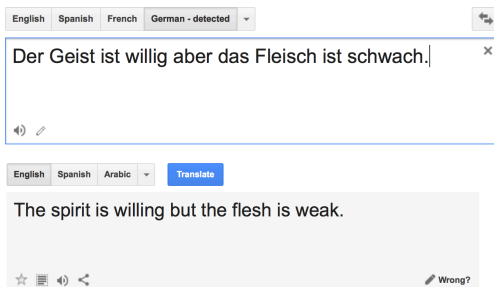 English Spanish French German - detected
Der Geist ist willig aber das Fleisch ist schwach.
English Spanish Arabic Translate
The spirit is willing but the flesh is weak.
Wrong?